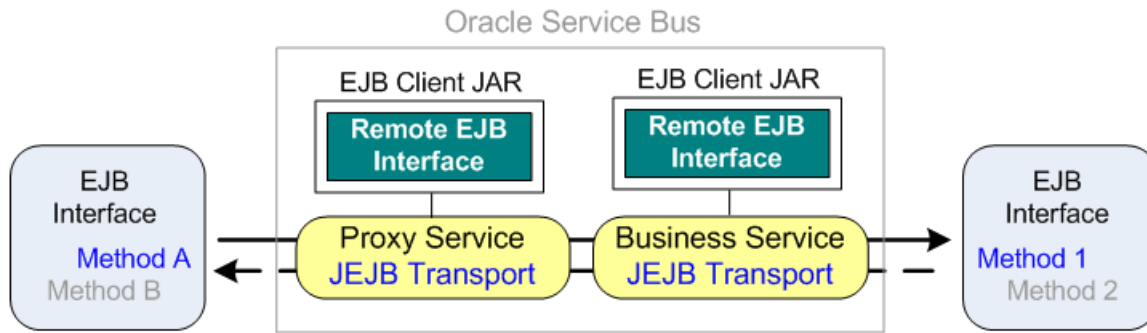 Oracle Service Bus
EJB Client JAR
Remote EJB
Interface
EJB Client JAR
Remote EJB
Interface
EJB
Interface
Method A
Method B
Proxy Service
JEJB Transport
Business Service
JEJB Transport
EJB
Interface
Method 1
Method 2